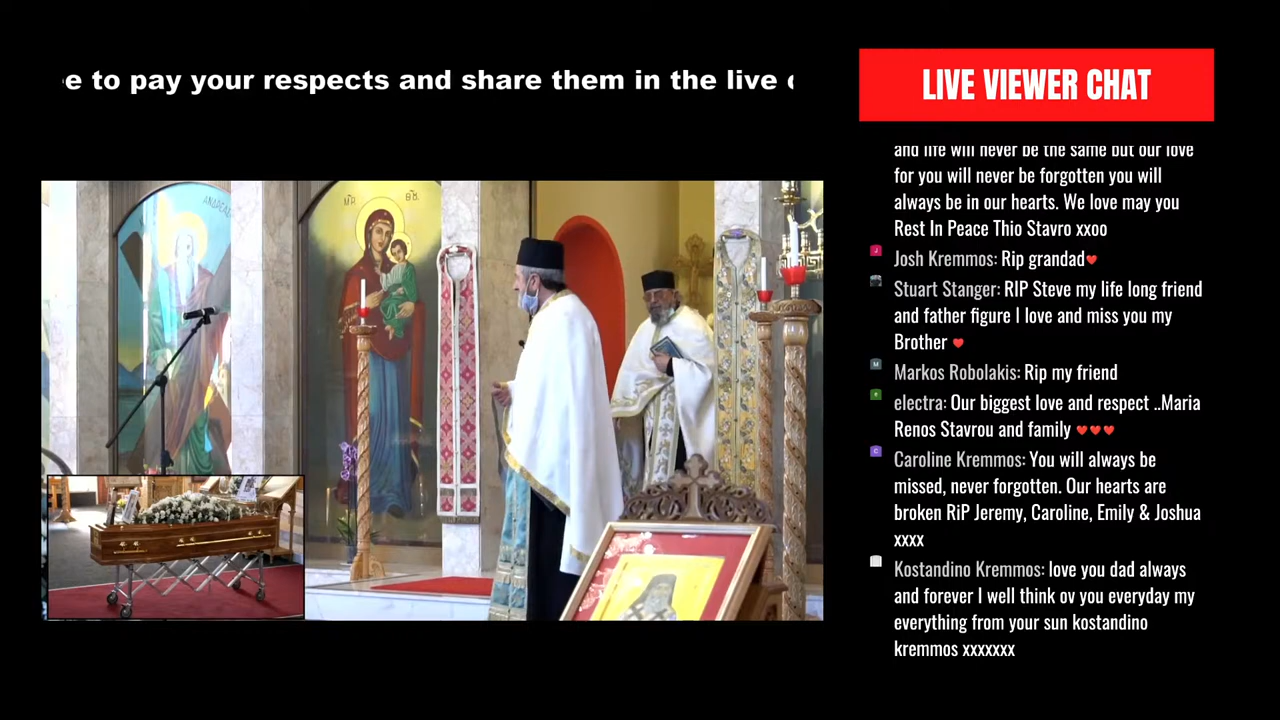 e to pay your respects and share them in the live
LIVE VIEWER CHAT
and life will never be the same but our love
for you will never be forgotten you will
always be in our hearts. We love may you
Rest In Peace Thio Stavro xxoo
Josh Kremmos: Rip grandad❤
Stuart Stanger: RIP Steve my life long friend
and father figure I love and miss you my
Brother ❤
Markos Robolakis: Rip my friend
electra: Our biggest love and respect ..Maria
Renos Stavrou and family ❤❤❤
Caroline Kremmos: You will always be
missed, never forgotten. Our hearts are
broken RiP Jeremy, Caroline, Emily & Joshua
xxxx
Kostandino Kremmos: love you dad always
and forever I well think ov you everyday my
everything from your sun kostandino
kremmos xxxxxxx
ΜΡ ΘΥ